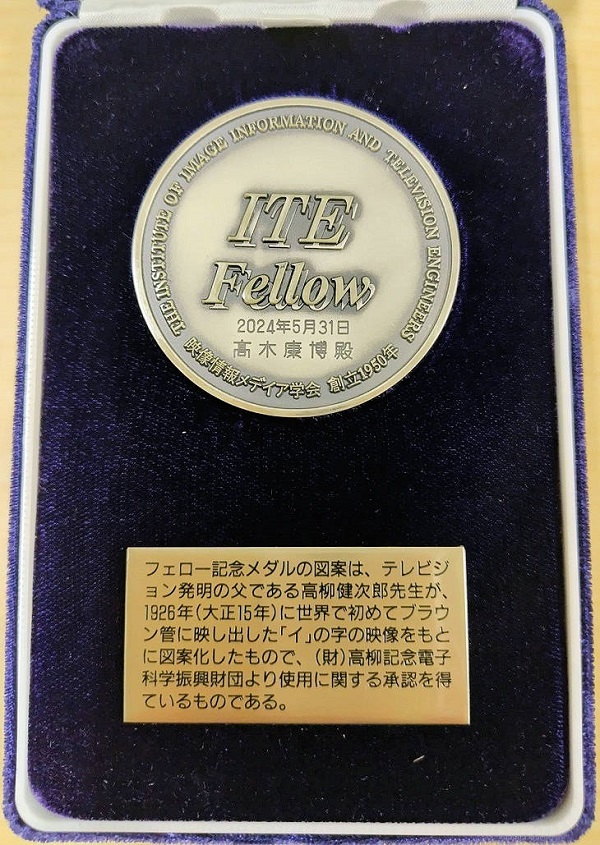 THE INSTITUTE OF IMAGE INFORMATION AND TELEVISION ENGINEERS
ITE
Fellow
2024年5月31日
髙木康博殿
映像情報メディア学会 創立1950年
フェロー記念メダルの図案は、テレビジ
ョン発明の父である高柳健次郎先生が、
1926年(大正15年)に世界で初めてブラウ
ン管に映し出した「イ」の字の映像をもと
に図案化したもので、(財)高柳記念電子
科学振興財団より使用に関する承認を得
ているものである。